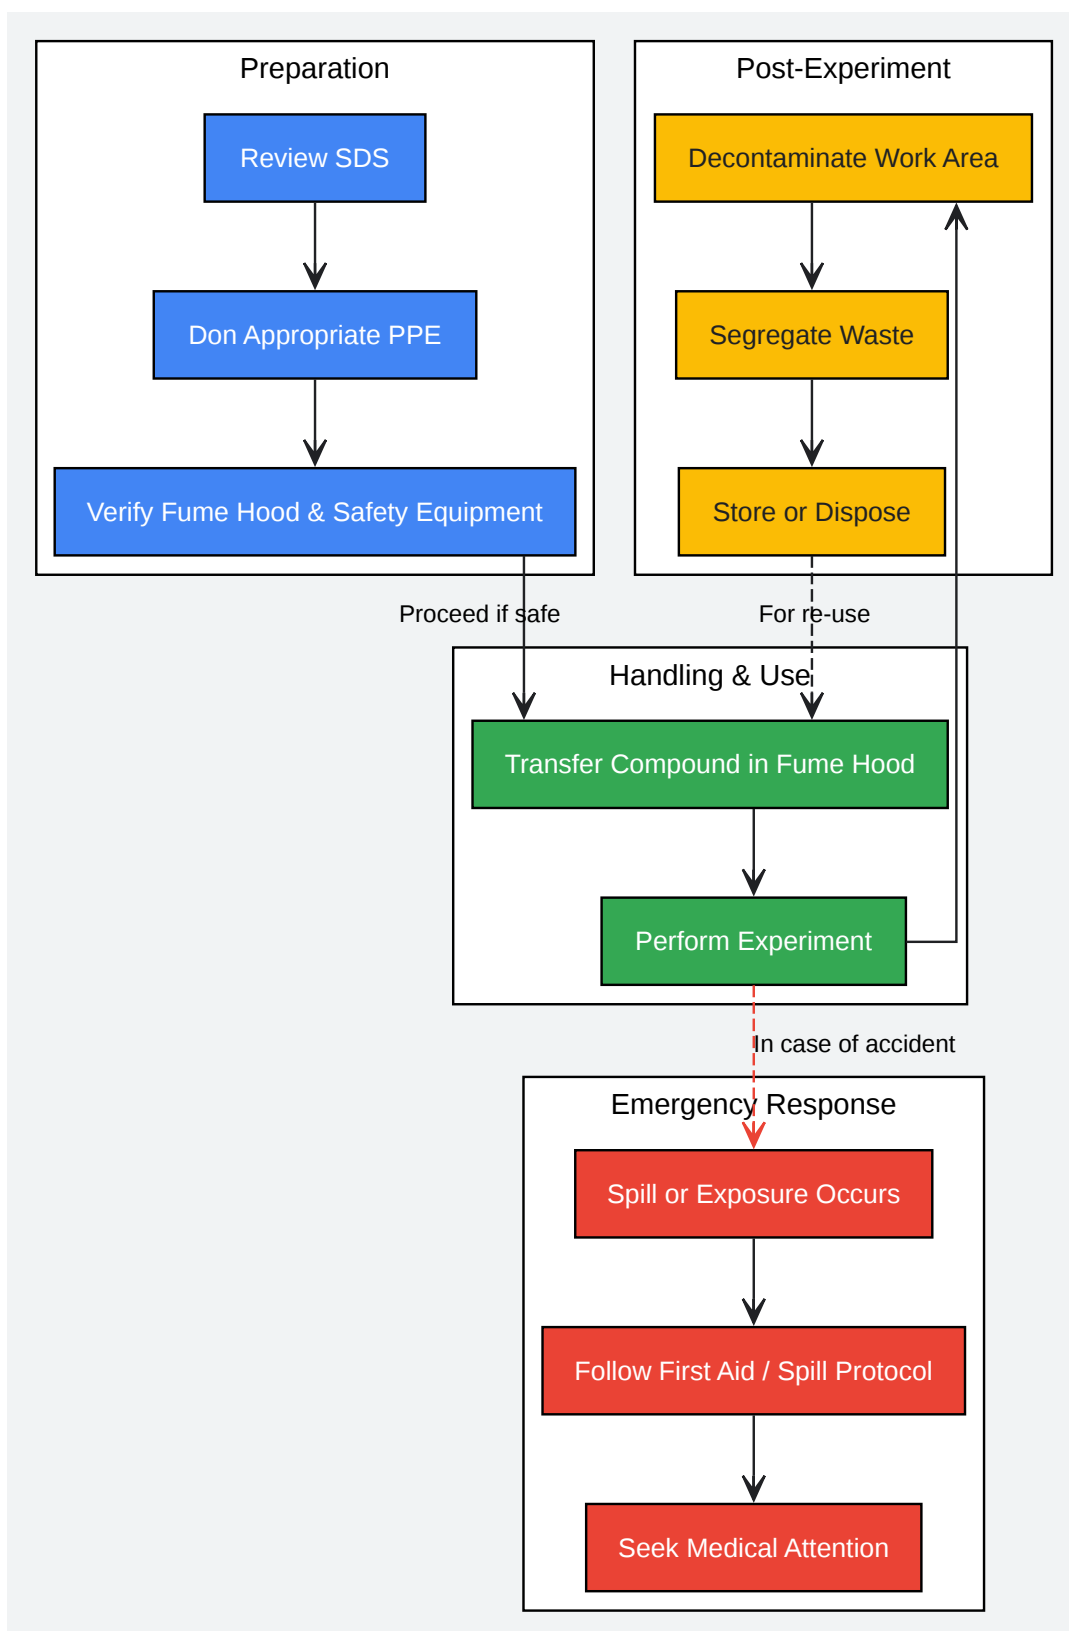 Preparation
Review SDS
Don Appropriate PPE
Verify Fume Hood & Safety Equipment
Post-Experiment
Decontaminate Work Area
Segregate Waste
Store or Dispose
Proceed if safe
For re-use
Handling & Use
Transfer Compound in Fume Hood
Perform Experiment
In case of accident
Emergency Response
Spill or Exposure Occurs
Follow First Aid / Spill Protocol
Seek Medical Attention